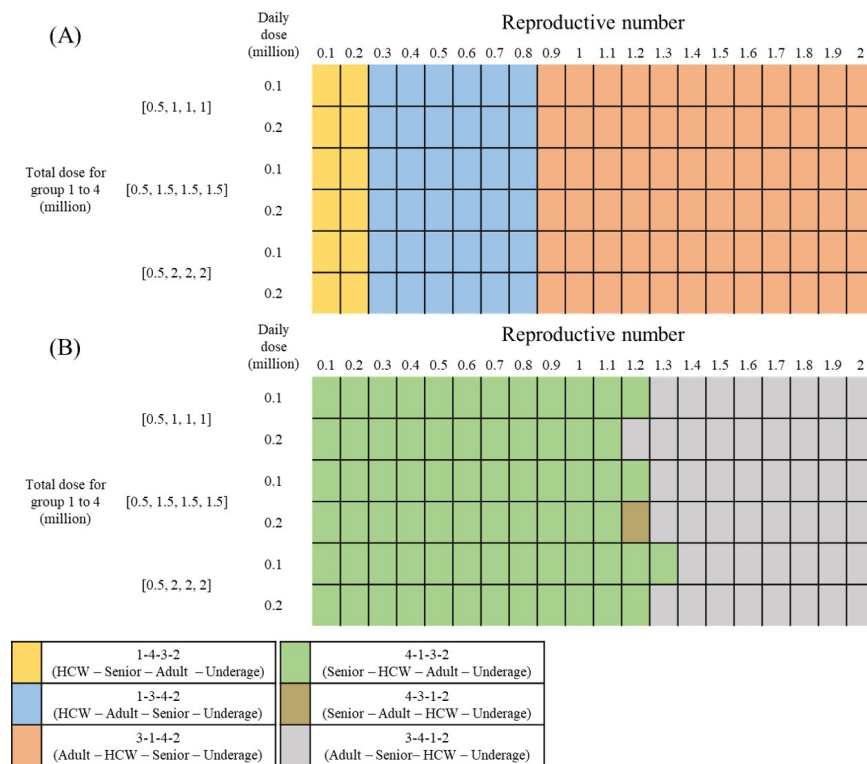 (A)
Daily
dose
(million)
Reproductive number
0.1 0.2 0.3 0.4 0.5 0.6 0.7 0.8 0.9 1 1.1 1.2 1.3 1.4 1.5 1.6 1.7 1.8 1.9 2
Total dose for
group 1 to 4
(million)
[0.5, 1, 1, 1]
0.1
0.2
[0.5, 1.5, 1.5, 1.5]
0.1
0.2
[0.5, 2, 2, 2]
0.1
0.2
(B)
Daily
dose
(million)
Reproductive number
0.1 0.2 0.3 0.4 0.5 0.6 0.7 0.8 0.9 1 1.1 1.2 1.3 1.4 1.5 1.6 1.7 1.8 1.9 2
Total dose for
group 1 to 4
(million)
[0.5, 1, 1, 1]
0.1
0.2
[0.5, 1.5, 1.5, 1.5]
0.1
0.2
[0.5, 2, 2, 2]
0.1
0.2
1-4-3-2
(HCW – Senior – Adult – Underage)
4-1-3-2
(Senior – HCW – Adult – Underage)
1-3-4-2
(HCW – Adult – Senior – Underage)
4-3-1-2
(Senior – Adult – HCW – Underage)
3-1-4-2
(Adult – HCW – Senior – Underage)
3-4-1-2
(Adult – Senior– HCW – Underage)